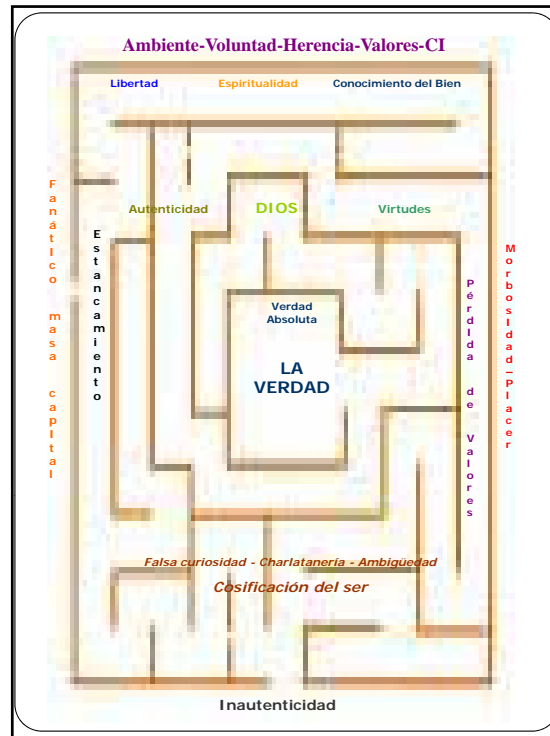 Ambiente-Voluntad-Herencia-Valores-CI
Libertad
Espiritualidad
Conocimiento del Bien
Fanático masa capital
Estancamiento
Autenticidad
DIOS
Virtudes
Morbosidad–Placer
Pérdida de Valores
Verdad
Absoluta
LA
VERDAD
Falsa curiosidad - Charlatanería - Ambigüedad
Cosificación del ser
Inautenticidad